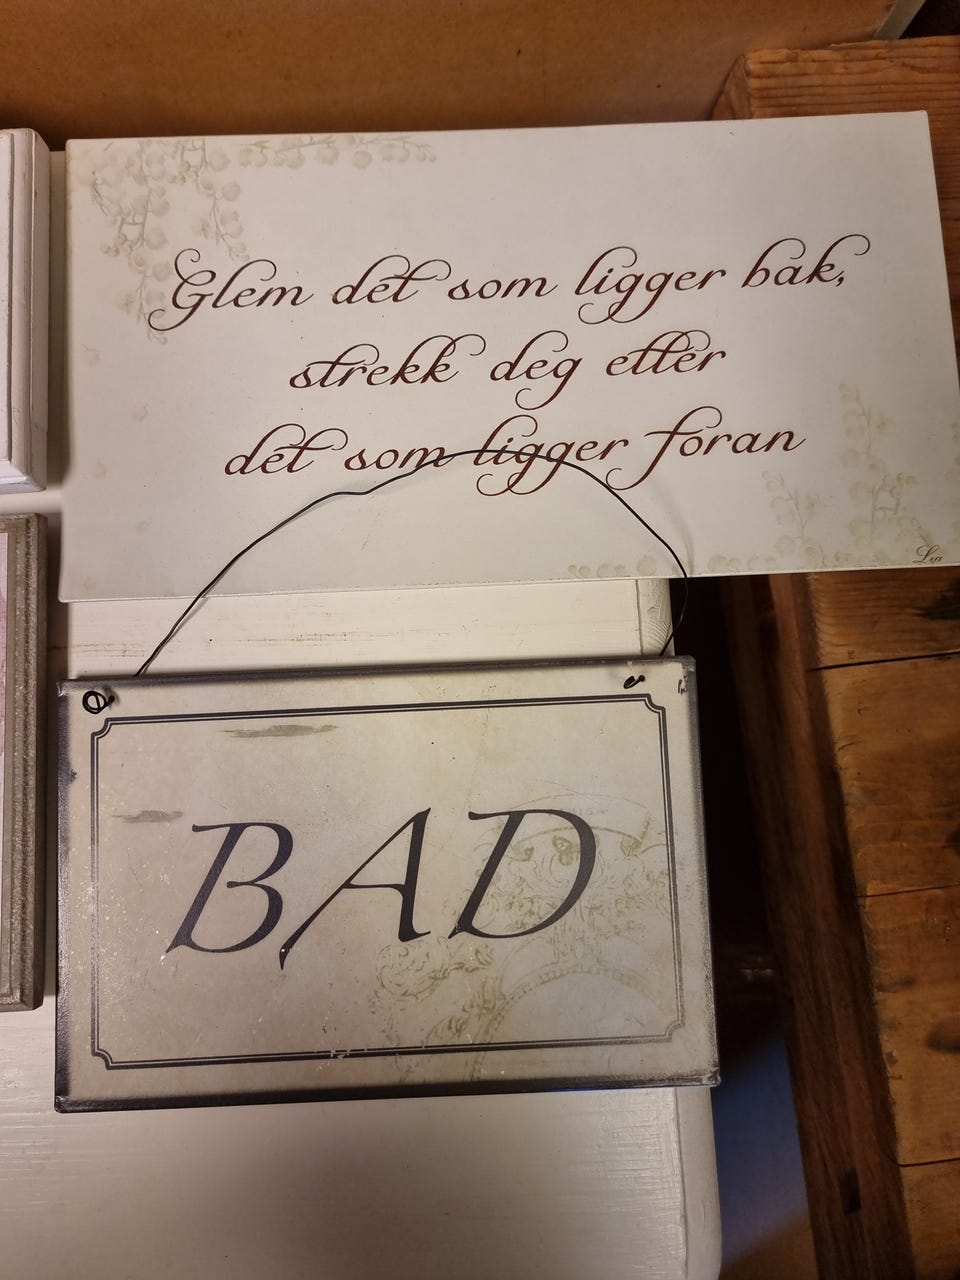 Glem det som ligger bak,
strekk deg etter
det som ligger foran
Lea
BAD